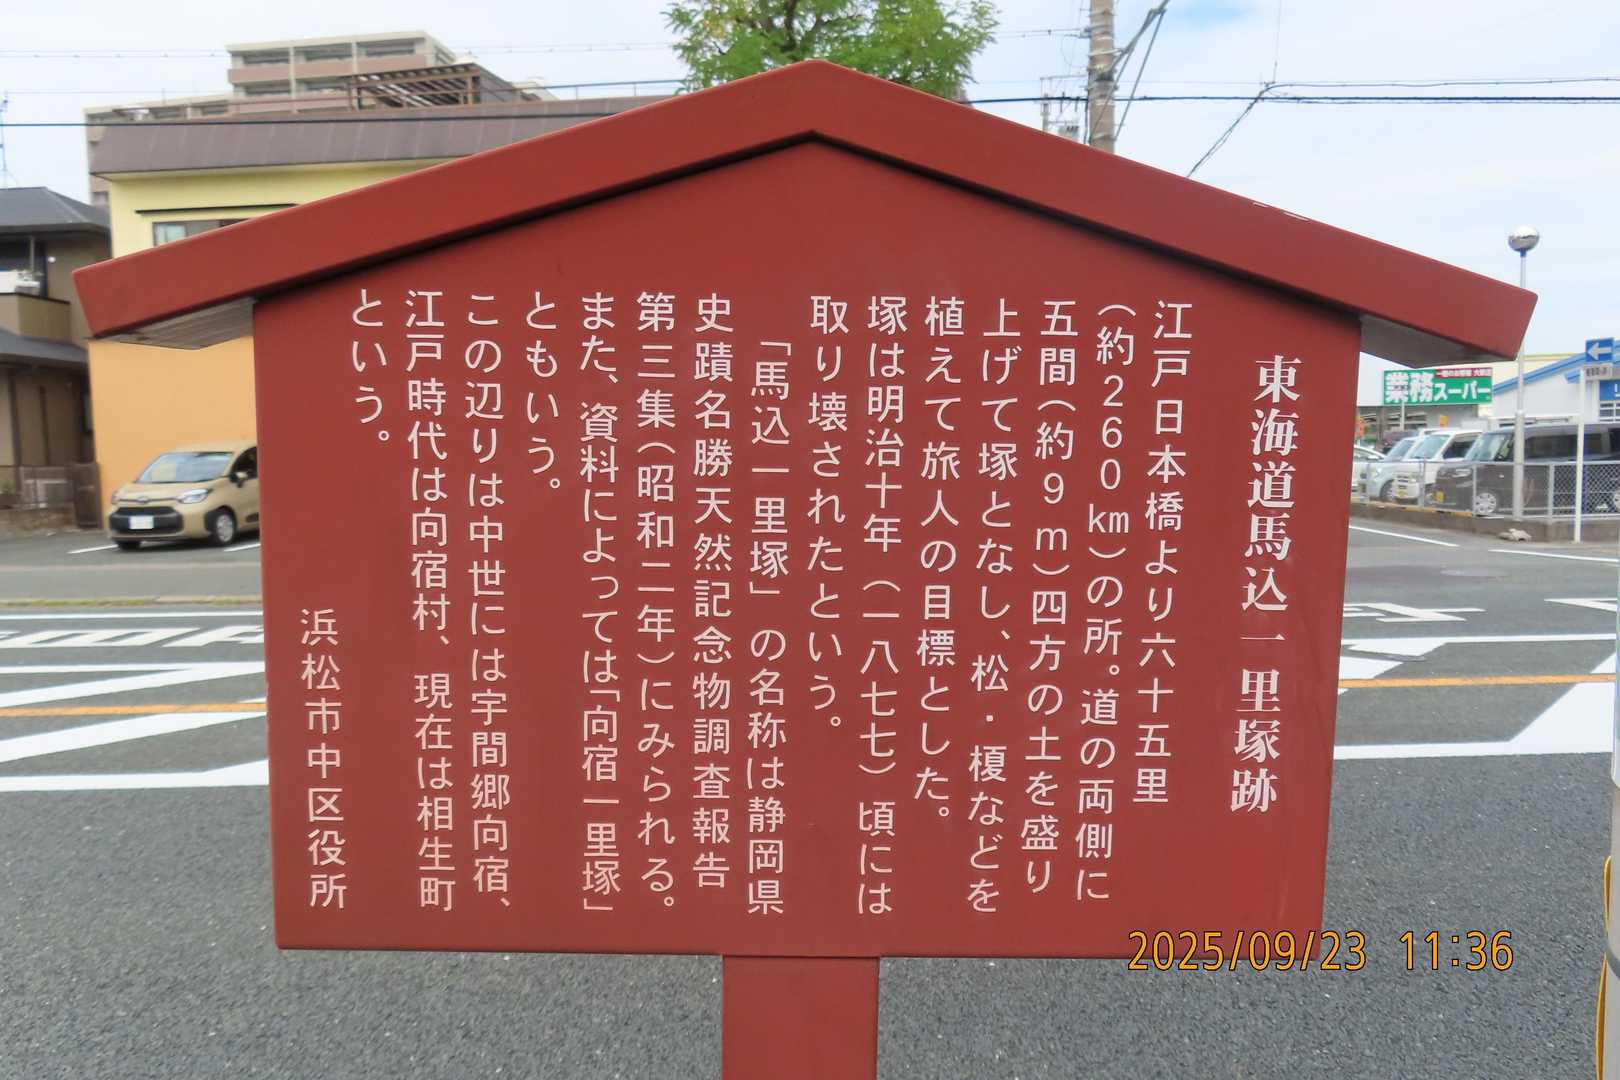 東海道馬込一里塚跡
江戸日本橋より六十五里
（約260km）の所。道の両側に
五間（約9m）四方の土を盛り
上げて塚となし、松・榎などを
植えて旅人の目標とした。
塚は明治十年（一八七七）頃には
取り壊されたという。
「馬込一里塚」の名称は静岡県
史蹟名勝天然記念物調査報告
第三集（昭和二年）にみられる。
また、資料によっては「向宿一里塚」
ともいう。
この辺りは中世には宇間郷向宿、
江戸時代は向宿村、現在は相生町
という。
浜松市中区役所
業務スーパー
2025/09/23 11:36